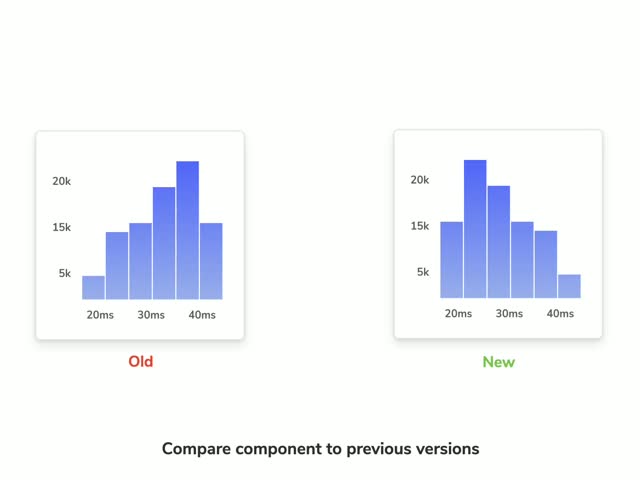 20k
15k
5k
20ms 30ms 40ms
Old
20k
15k
5k
20ms 30ms 40ms
New
Compare component to previous versions